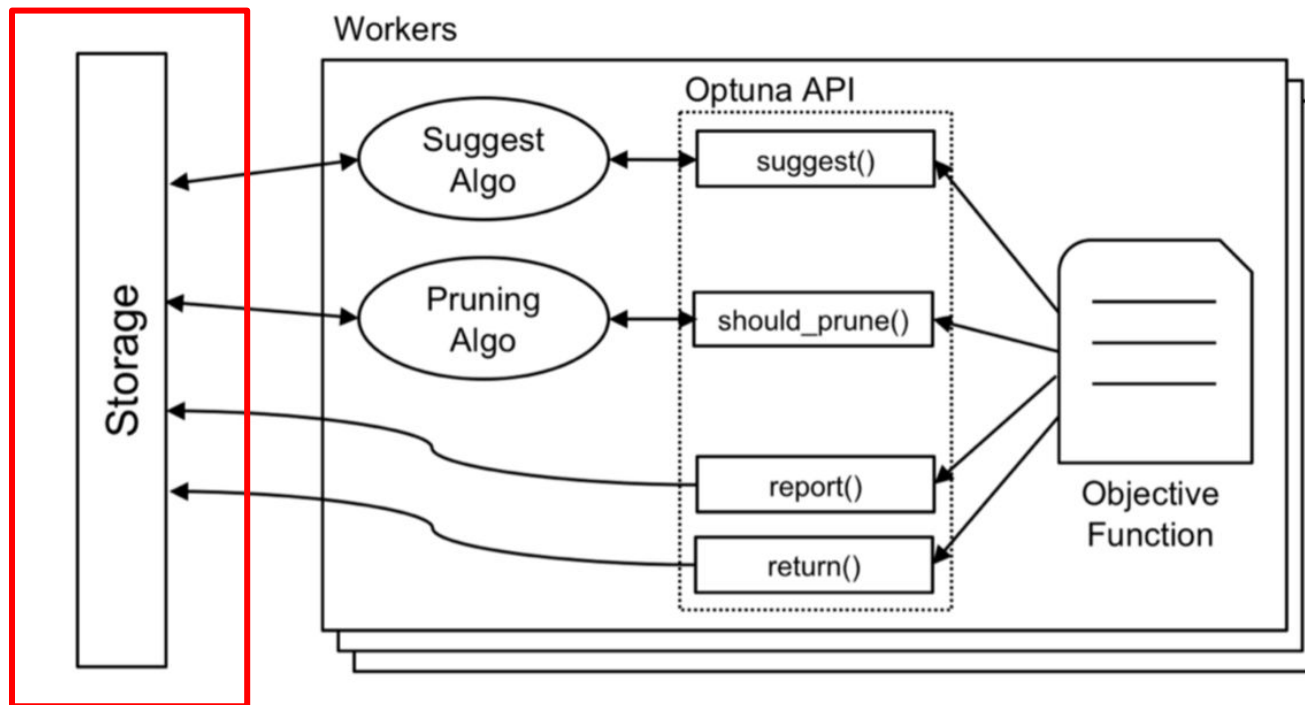 Workers
Optuna API
Suggest
Algo
suggest()
Storage
Pruning
Algo
should_prune()
report()
return()
Objective
Function